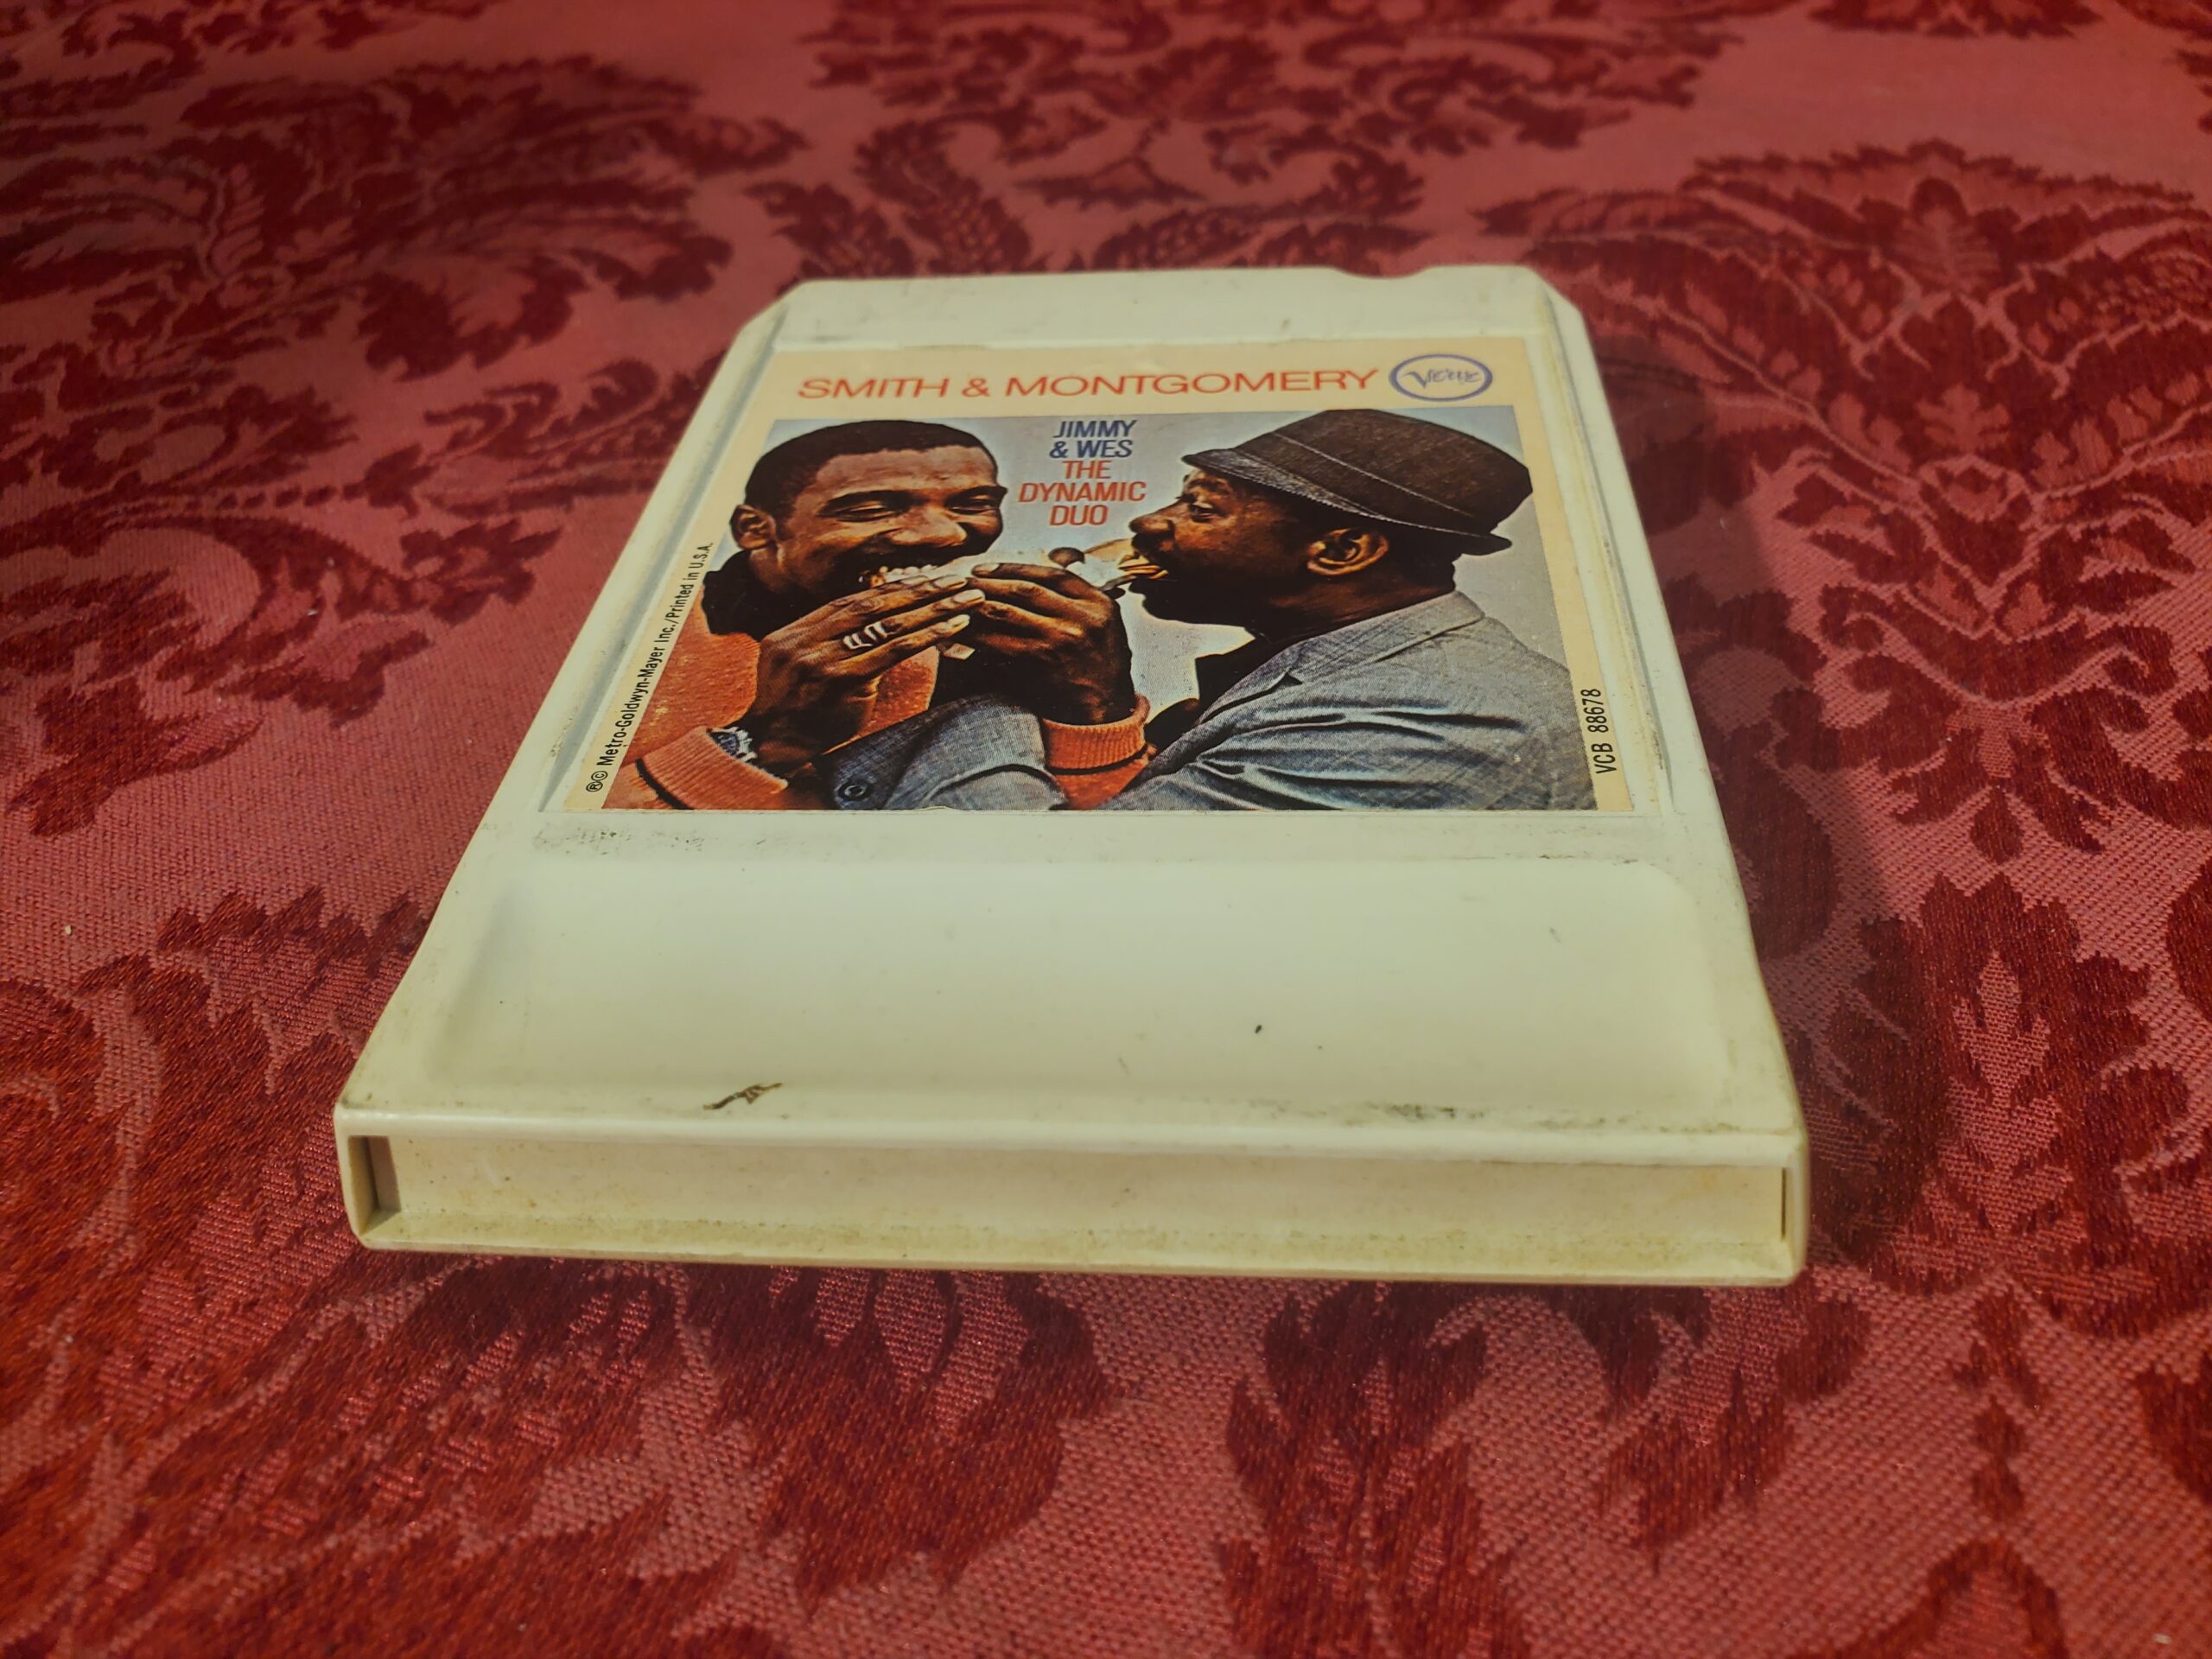 SMITH & MONTGOMERY
Verve
JIMMY
& WES
THE
DYNAMIC
DUO
℗© Metro-Goldwyn-Mayer Inc./Printed in U.S.A.
VCB 88678